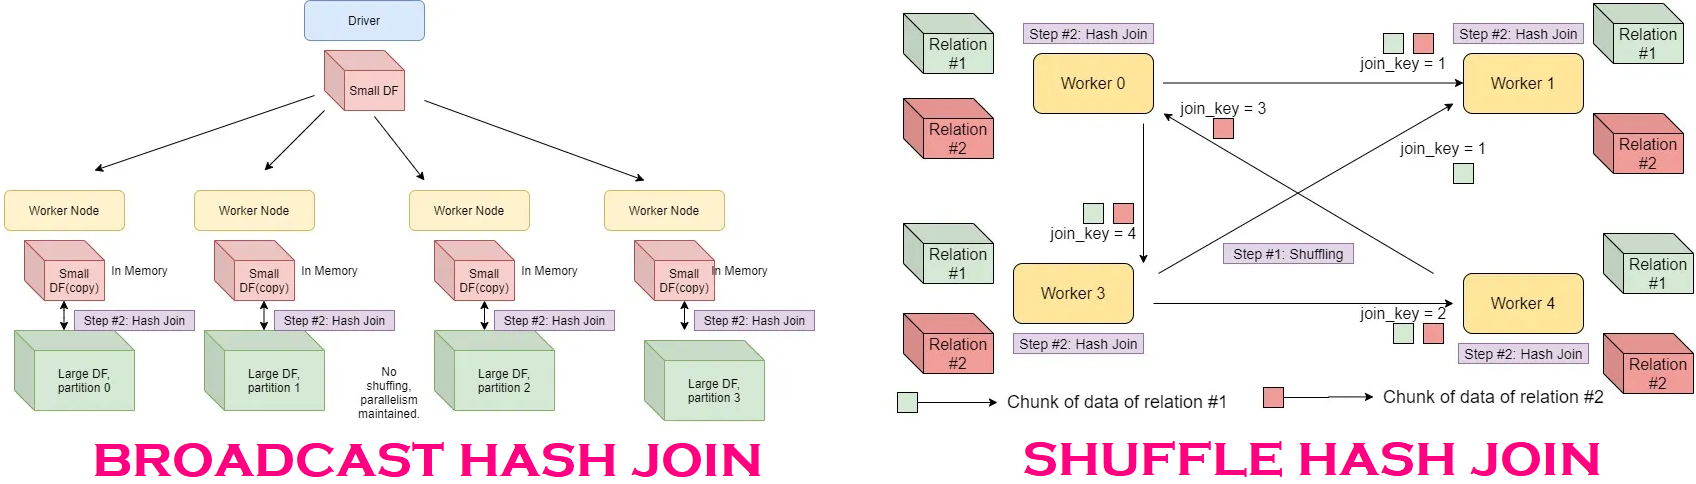 Driver
Small DF
Worker Node
Worker Node
Worker Node
Worker Node
Small
DF(copy)
In Memory
Small
DF(copy)
In Memory
Small
DF(copy)
In Memory
Small
DF(copy)
In Memory
Step #2: Hash Join
Step #2: Hash Join
Step #2: Hash Join
Step #2: Hash Join
Large DF,
partition 0
Large DF,
partition 1
No
shuffing,
parallelism
maintained.
Large DF,
partition 2
Large DF,
partition 3
BROADCAST HASH JOIN
Relation
#1
Step #2: Hash Join
Worker 0
Relation
#2
join_key = 1
Step #2: Hash Join
Worker 1
Relation
#1
Relation
#2
join_key = 3
join_key = 1
join_key = 4
Step #1: Shuffling
Relation
#1
Worker 3
Relation
#2
Step #2: Hash Join
join_key = 2
Worker 4
Step #2: Hash Join
Relation
#1
Relation
#2
Chunk of data of relation #1
Chunk of data of relation #2
SHUFFLE HASH JOIN